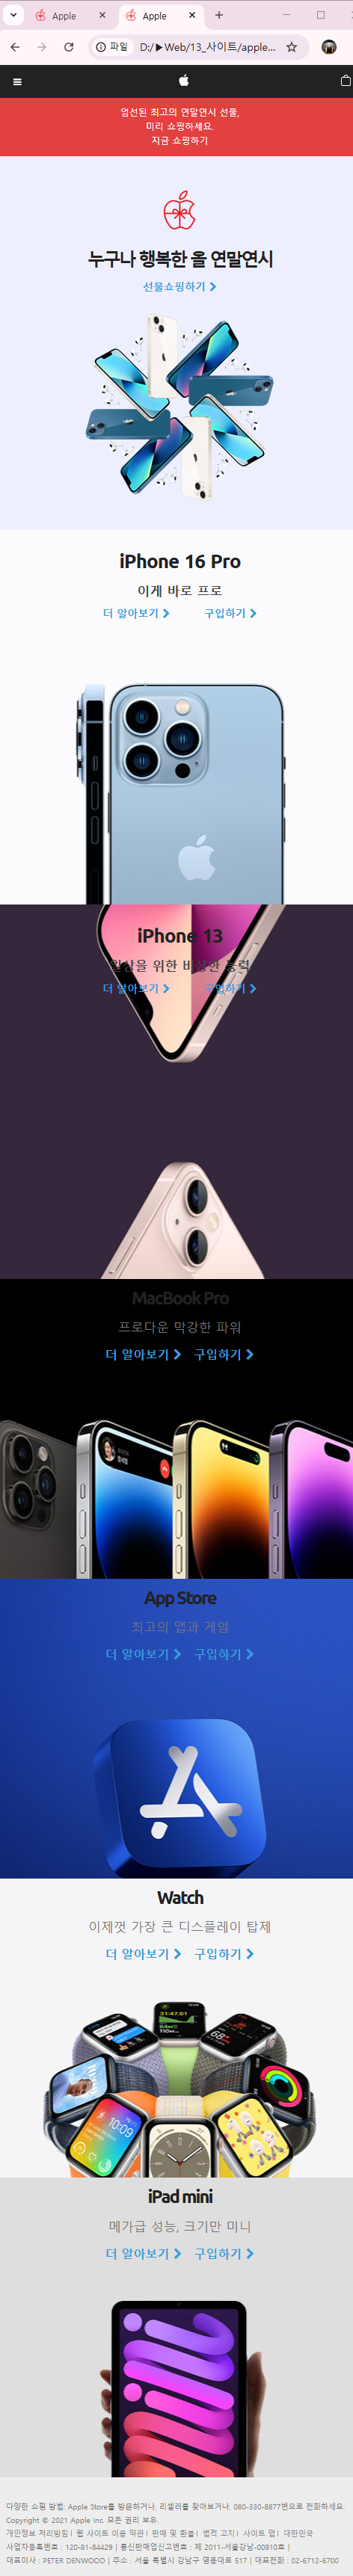 Apple
Apple
파일
D:/▶Web/13_사이트/apple...
엄선된 최고의 연말연시 선물,
미리 쇼핑하세요.
지금 쇼핑하기
누구나 행복한 올 연말연시
선물쇼핑하기
iPhone 16 Pro
이게 바로 프로
더 알아보기 구입하기
iPhone 13
일상을 위한 비상한 능력
더 알아보기 구입하기
MacBook Pro
프로다운 막강한 파워
더 알아보기 구입하기
App Store
최고의 앱과 게임
더 알아보기 구입하기
31:47.01
68
10:09
Watch
이제껏 가장 큰 디스플레이 탑제
더 알아보기 구입하기
iPad mini
메가급 성능, 크기만 미니
더 알아보기 구입하기
다양한 쇼핑 방법: Apple Store를 방문하거나, 리셀러를 찾아보거나, 080-330-8877번으로 전화하세요.
Copyright © 2021 Apple Inc. 모든 권리 보유.
개인정보 처리방침| 웹 사이트 이용 약관| 판매 및 환불| 법적 고지| 사이트 맵| 대한민국
사업자등록번호 : 120-81-84429 | 통신판매업신고번호 : 제 2011-서울강남-00810호 |
대표이사 : PETER DENWOOD | 주소 : 서울 특별시 강남구 영동대로 517 | 대표전화 : 02-6712-6700